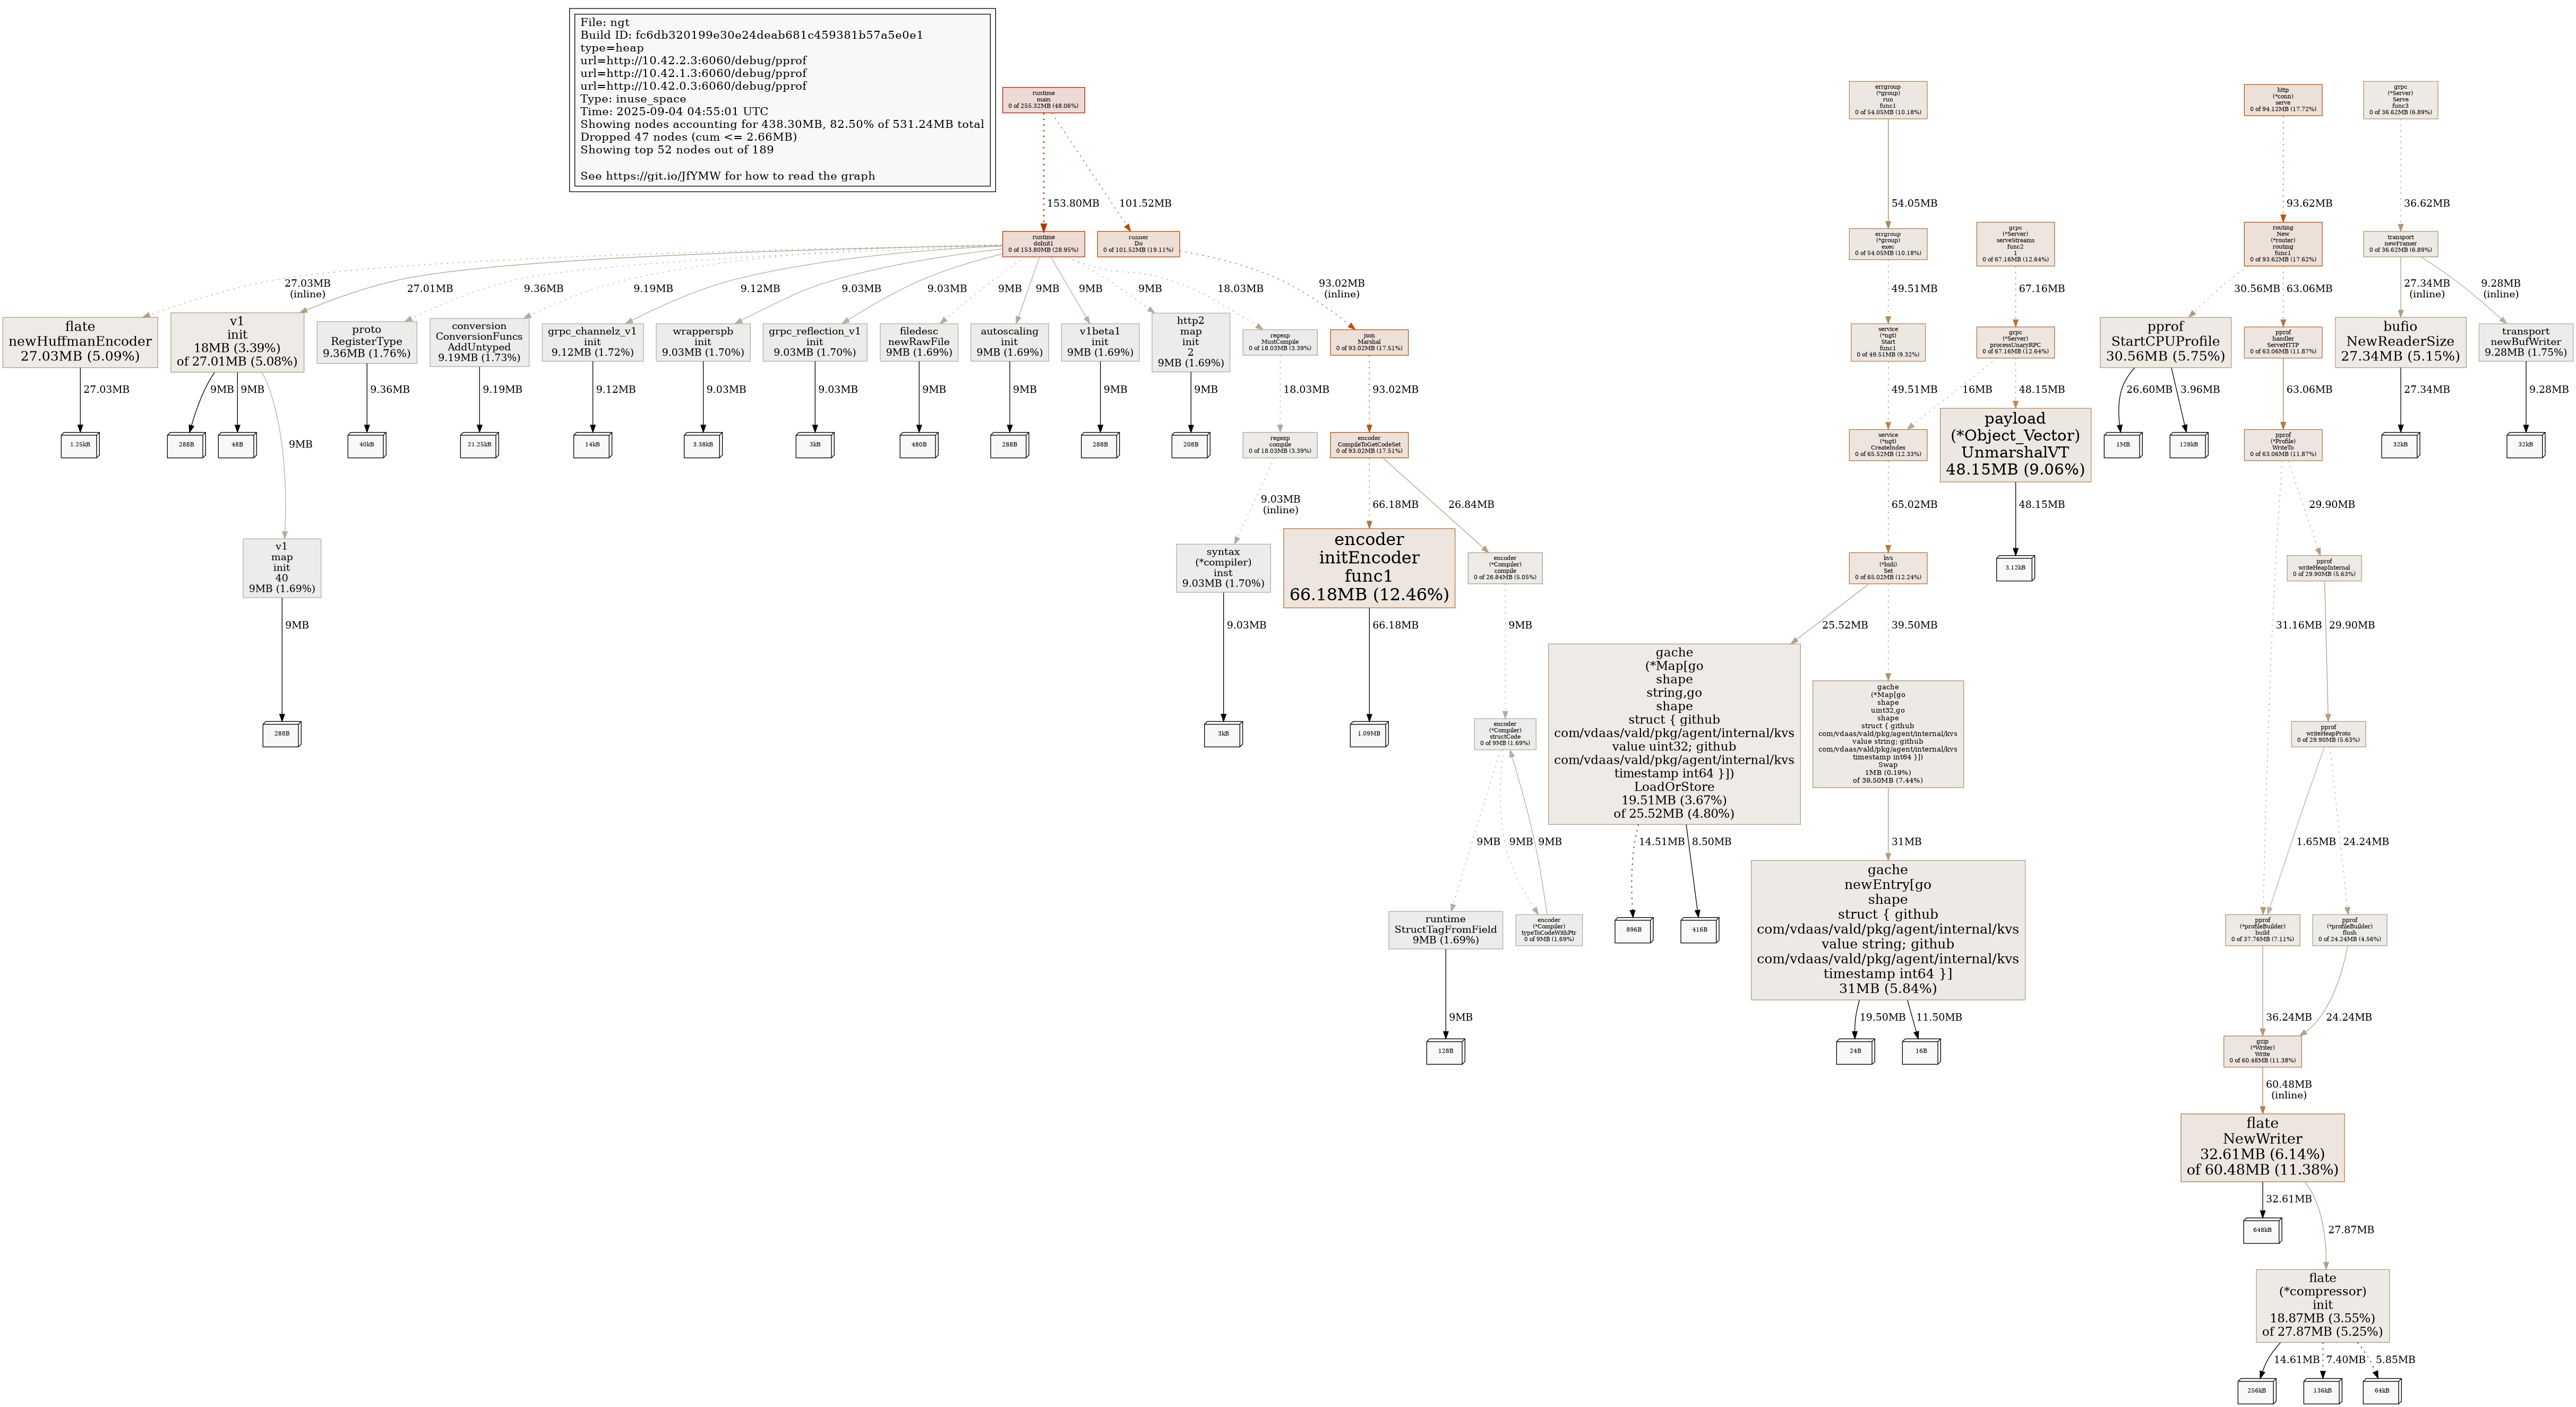 File: ngt
Build ID: fc6db320199e30e24deab681c459381b57a5e0e1
type=heap
url=http://10.42.2.3:6060/debug/pprof
url=http://10.42.1.3:6060/debug/pprof
url=http://10.42.0.3:6060/debug/pprof
Type: inuse_space
Time: 2025-09-04 04:55:01 UTC
Showing nodes accounting for 438.30MB, 82.50% of 531.24MB total
Dropped 47 nodes (cum <= 2.66MB)
Showing top 52 nodes out of 189
See https://git.io/JfYMW for how to read the graph
runtime
main
0 of 255.32MB (48.06%)
errgroup
(*group)
run
func1
0 of 54.05MB (10.18%)
http
(*conn)
serve
0 of 94.12MB (17.72%)
grpc
(*Server)
Serve
func3
0 of 36.62MB (6.89%)
153.80MB
101.52MB
54.05MB
93.62MB
36.62MB
runtime
doInit1
0 of 153.80MB (28.95%)
runner
Do
0 of 101.52MB (19.11%)
errgroup
(*group)
exec
0 of 54.05MB (10.18%)
grpc
(*Server)
serveStreams
func2
1
0 of 67.16MB (12.64%)
routing
New
(*router)
routing
func1
0 of 93.62MB (17.62%)
transport
newFramer
0 of 36.62MB (6.89%)
27.03MB
(inline)
27.01MB
9.36MB
9.19MB
9.12MB
9.03MB
9.03MB
9MB
9MB
9MB
9MB
18.03MB
93.02MB
(inline)
49.51MB
67.16MB
30.56MB
63.06MB
27.34MB
(inline)
9.28MB
(inline)
flate
newHuffmanEncoder
27.03MB (5.09%)
v1
init
18MB (3.39%)
of 27.01MB (5.08%)
proto
RegisterType
9.36MB (1.76%)
conversion
ConversionFuncs
AddUntyped
9.19MB (1.73%)
grpc_channelz_v1
init
9.12MB (1.72%)
wrapperspb
init
9.03MB (1.70%)
grpc_reflection_v1
init
9.03MB (1.70%)
filedesc
newRawFile
9MB (1.69%)
autoscaling
init
9MB (1.69%)
v1beta1
init
9MB (1.69%)
http2
map
init
2
9MB (1.69%)
regexp
MustCompile
0 of 18.03MB (3.39%)
json
Marshal
0 of 93.02MB (17.51%)
service
(*ngt)
Start
func1
0 of 49.51MB (9.32%)
grpc
(*Server)
processUnaryRPC
0 of 67.16MB (12.64%)
pprof
StartCPUProfile
30.56MB (5.75%)
pprof
handler
ServeHTTP
0 of 63.06MB (11.87%)
bufio
NewReaderSize
27.34MB (5.15%)
transport
newBufWriter
9.28MB (1.75%)
27.03MB
9MB
9MB
9MB
9.36MB
9.19MB
9.12MB
9.03MB
9.03MB
9MB
9MB
9MB
9MB
18.03MB
93.02MB
49.51MB
16MB
48.15MB
26.60MB
3.96MB
63.06MB
27.34MB
9.28MB
1.25kB
288B
48B
40kB
21.25kB
14kB
3.38kB
3kB
480B
288B
288B
208B
regexp
compile
0 of 18.03MB (3.39%)
encoder
CompileToGetCodeSet
0 of 93.02MB (17.51%)
service
(*ngt)
CreateIndex
0 of 65.52MB (12.33%)
payload
(*Object_Vector)
UnmarshalVT
48.15MB (9.06%)
1MB
128kB
pprof
(*Profile)
WriteTo
0 of 63.06MB (11.87%)
32kB
32kB
9.03MB
(inline)
66.18MB
26.84MB
65.02MB
48.15MB
31.16MB
29.90MB
v1
map
init
40
9MB (1.69%)
syntax
(*compiler)
inst
9.03MB (1.70%)
encoder
initEncoder
func1
66.18MB (12.46%)
encoder
(*Compiler)
compile
0 of 26.84MB (5.05%)
kvs
(*bidi)
Set
0 of 65.02MB (12.24%)
3.12kB
pprof
writeHeapInternal
0 of 29.90MB (5.63%)
9MB
9.03MB
66.18MB
9MB
25.52MB
39.50MB
29.90MB
288B
3kB
1.09MB
encoder
(*Compiler)
structCode
0 of 9MB (1.69%)
gache
(*Map[go
shape
string,go
shape
struct { github
com/vdaas/vald/pkg/agent/internal/kvs
value uint32; github
com/vdaas/vald/pkg/agent/internal/kvs
timestamp int64 }])
LoadOrStore
19.51MB (3.67%)
of 25.52MB (4.80%)
gache
(*Map[go
shape
uint32,go
shape
struct { github
com/vdaas/vald/pkg/agent/internal/kvs
value string; github
com/vdaas/vald/pkg/agent/internal/kvs
timestamp int64 }])
Swap
1MB (0.19%)
of 39.50MB (7.44%)
pprof
writeHeapProto
0 of 29.90MB (5.63%)
9MB
9MB
9MB
14.51MB
8.50MB
31MB
1.65MB
24.24MB
runtime
StructTagFromField
9MB (1.69%)
encoder
(*Compiler)
typeToCodeWithPtr
0 of 9MB (1.69%)
896B
416B
gache
newEntry[go
shape
struct { github
com/vdaas/vald/pkg/agent/internal/kvs
value string; github
com/vdaas/vald/pkg/agent/internal/kvs
timestamp int64 }]
31MB (5.84%)
pprof
(*profileBuilder)
build
0 of 37.76MB (7.11%)
pprof
(*profileBuilder)
flush
0 of 24.24MB (4.56%)
9MB
19.50MB
11.50MB
36.24MB
24.24MB
128B
24B
16B
gzip
(*Writer)
Write
0 of 60.48MB (11.38%)
60.48MB
(inline)
flate
NewWriter
32.61MB (6.14%)
of 60.48MB (11.38%)
32.61MB
27.87MB
648kB
flate
(*compressor)
init
18.87MB (3.55%)
of 27.87MB (5.25%)
14.61MB
7.40MB
5.85MB
256kB
136kB
64kB